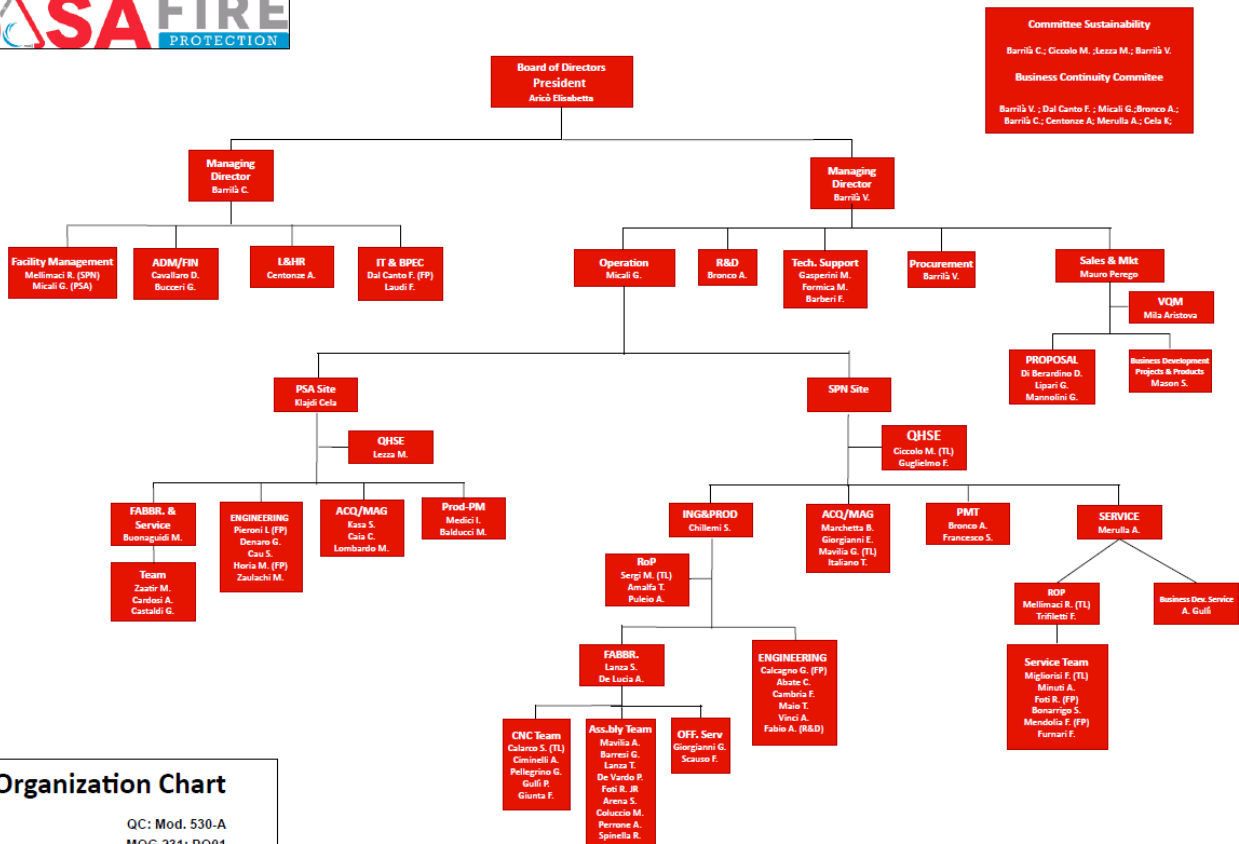 SA FIRE
PROTECTION
Committee Sustainability
Barrilà C.; Ciccolo M. ;Lezza M.; Barrilà V.
Business Continuity Commitee
Barrilà V. ; Dal Canto F. ; Micali G.;Bronco A.;
Barrilà C.; Centonze A; Merulla A.; Cela K;
Board of Directors
President
Aricò Elisabetta
Managing
Director
Barrilà C.
Managing
Director
Barrilà V.
Facility Management
Mellimaci R. (SPN)
Micali G. (PSA)
ADM/FIN
Cavallaro D.
Bucceri G.
L&HR
Centonze A.
IT & BPEC
Dal Canto F. (FP)
Laudi F.
Operation
Micali G.
R&D
Bronco A.
Tech. Support
Gasperini M.
Formica M.
Barberi F.
Procurement
Barrilà V.
Sales & Mkt
Mauro Perego
VQM
Mila Aristova
PROPOSAL
Di Berardino D.
Lipari G.
Mannolini G.
Business Development
Projects & Products
Mason S.
PSA Site
Klajdi Cela
SPN Site
QHSE
Lezza M.
QHSE
Ciccolo M. (TL)
Guglielmo F.
FABBR. &
Service
Buonaguidi M.
Team
Zaatir M.
Cardosi A.
Castaldi G.
ENGINEERING
Pieroni L (FP)
Denaro G.
Cau S.
Horia M. (FP)
Zaulachi M.
ACQ/MAG
Kasa S.
Caia C.
Lombardo M.
Prod-PM
Medici I.
Balducci M.
ING&PROD
Chillemi S.
ACQ/MAG
Marchetta B.
Giorgianni E.
Mavilia G. (TL)
Italiano T.
PMT
Bronco A.
Francesco S.
SERVICE
Merulla A.
RoP
Sergi M. (TL)
Amalfa T.
Puleio A.
ROP
Mellimaci R. (TL)
Trifiletti F.
Business Dev. Service
A. Gullì
FABBR.
Lanza S.
De Lucia A.
ENGINEERING
Calcagno G. (FP)
Abate C.
Cambria F.
Maio T.
Vinci A.
Fabio A. (R&D)
Service Team
Migliorisi F. (TL)
Minuti A.
Foti R. (FP)
Bonarrigo S.
Mendolia F. (FP)
Furnari F.
CNC Team
Calarco S. (TL)
Ciminelli A.
Pellegrino G.
Gullì P.
Giunta F.
Ass.bly Team
Mavilia A.
Barresi G.
Lanza T.
De Vardo P.
Foti R. JR
Arena S.
Coluccio M.
Perrone A.
Spinella R.
OFF. Serv
Giorgianni G.
Scauso F.
Organization Chart
QC: Mod. 530-A